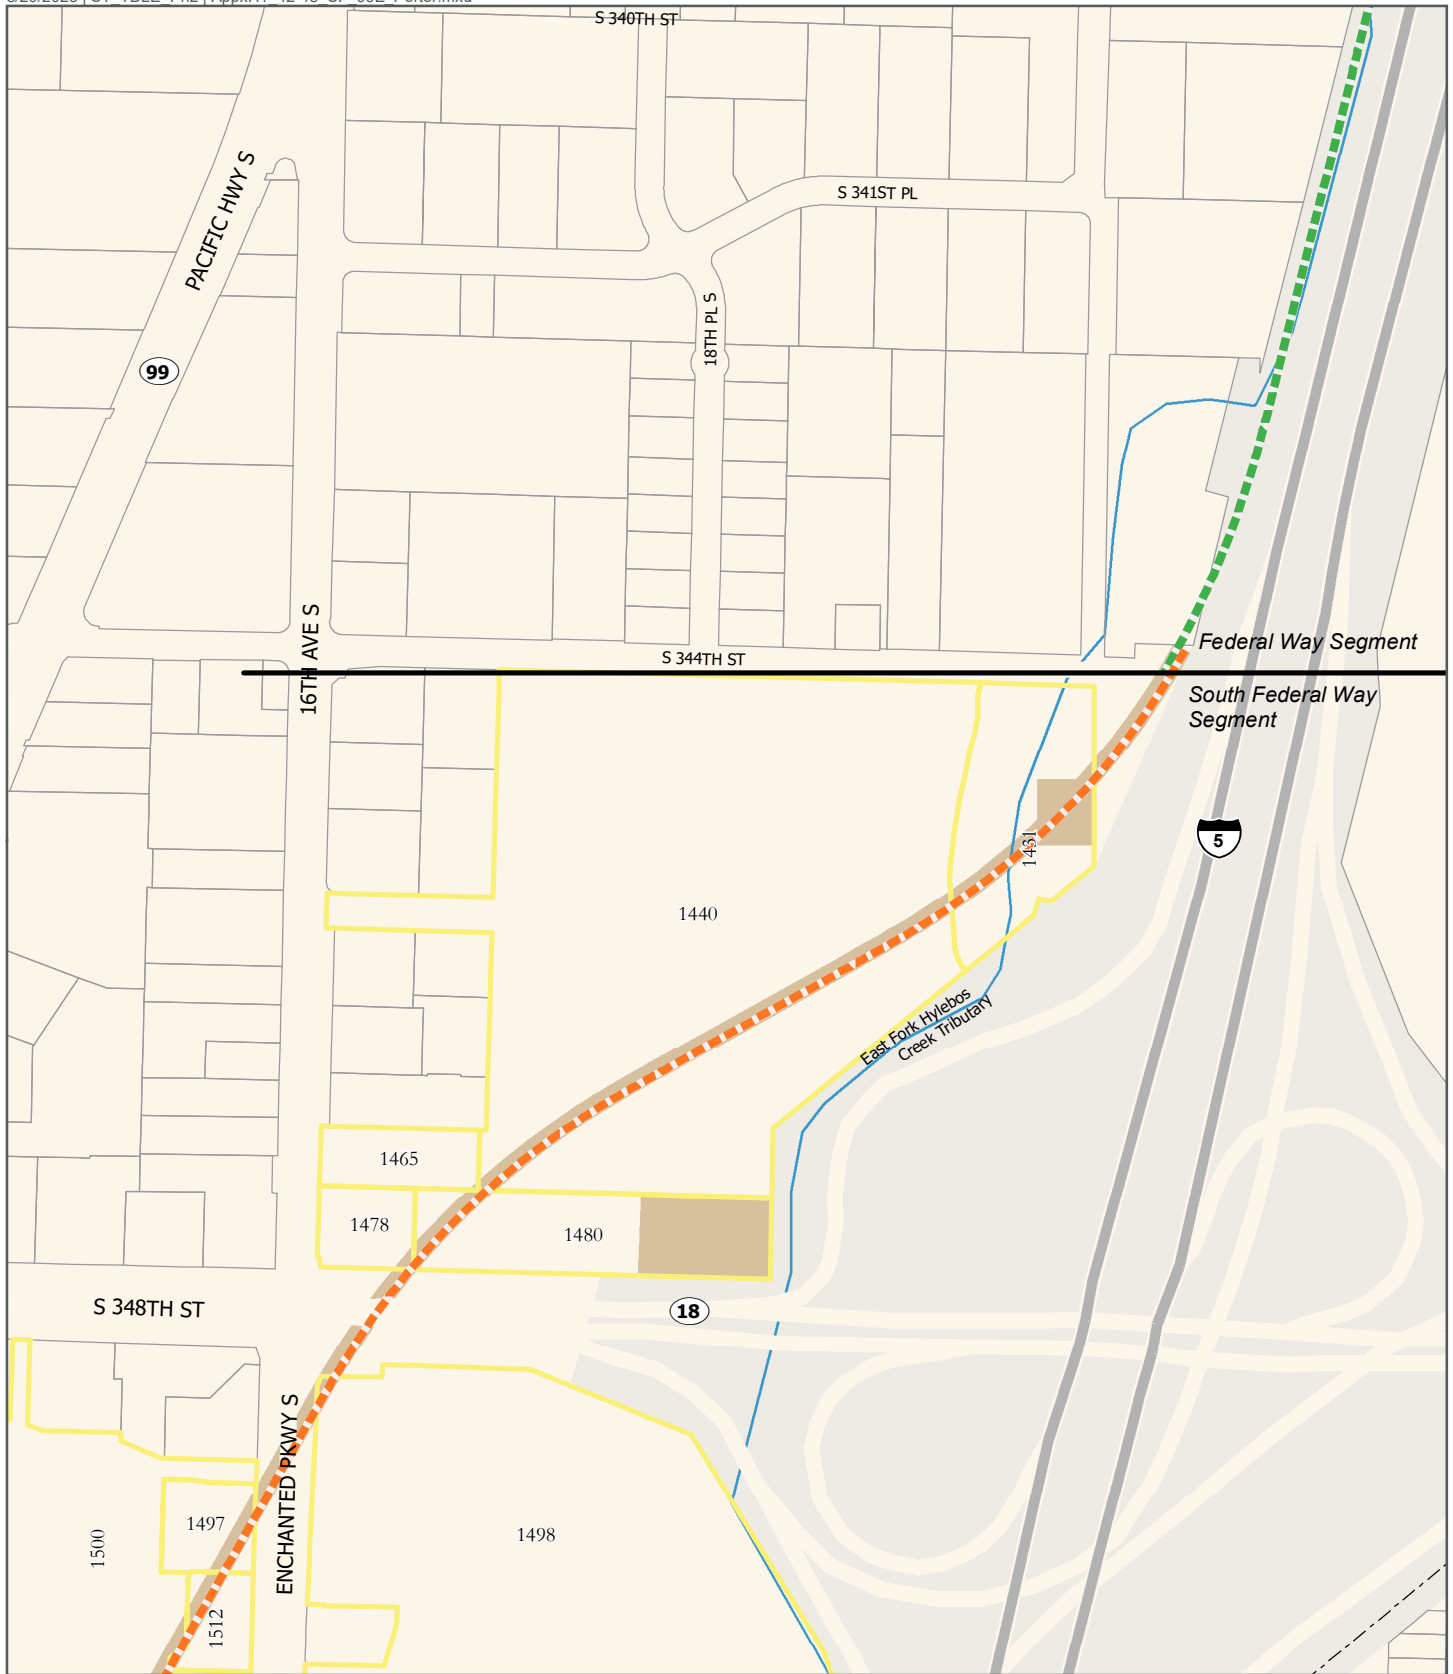 S 340TH ST
PACIFIC HWY S
S 341ST PL
18TH PL S
99
16TH AVE S
S 344TH ST
Federal Way Segment
South Federal Way
Segment
5
1431
1440
East Fork Hylebos
Creek Tributary
1465
1478
1480
S 348TH ST
18
ENCHANTED PKWY S
1497
1498
1500
1512